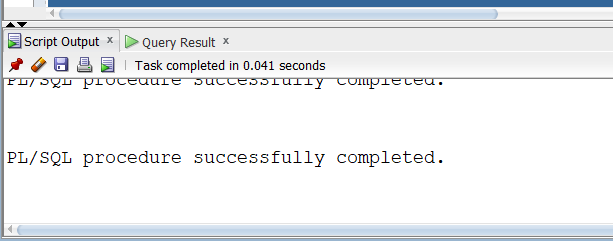 Script Output x Query Result x
Task completed in 0.041 seconds
PL/SQL procedure successfully completed.
PL/SQL procedure successfully completed.